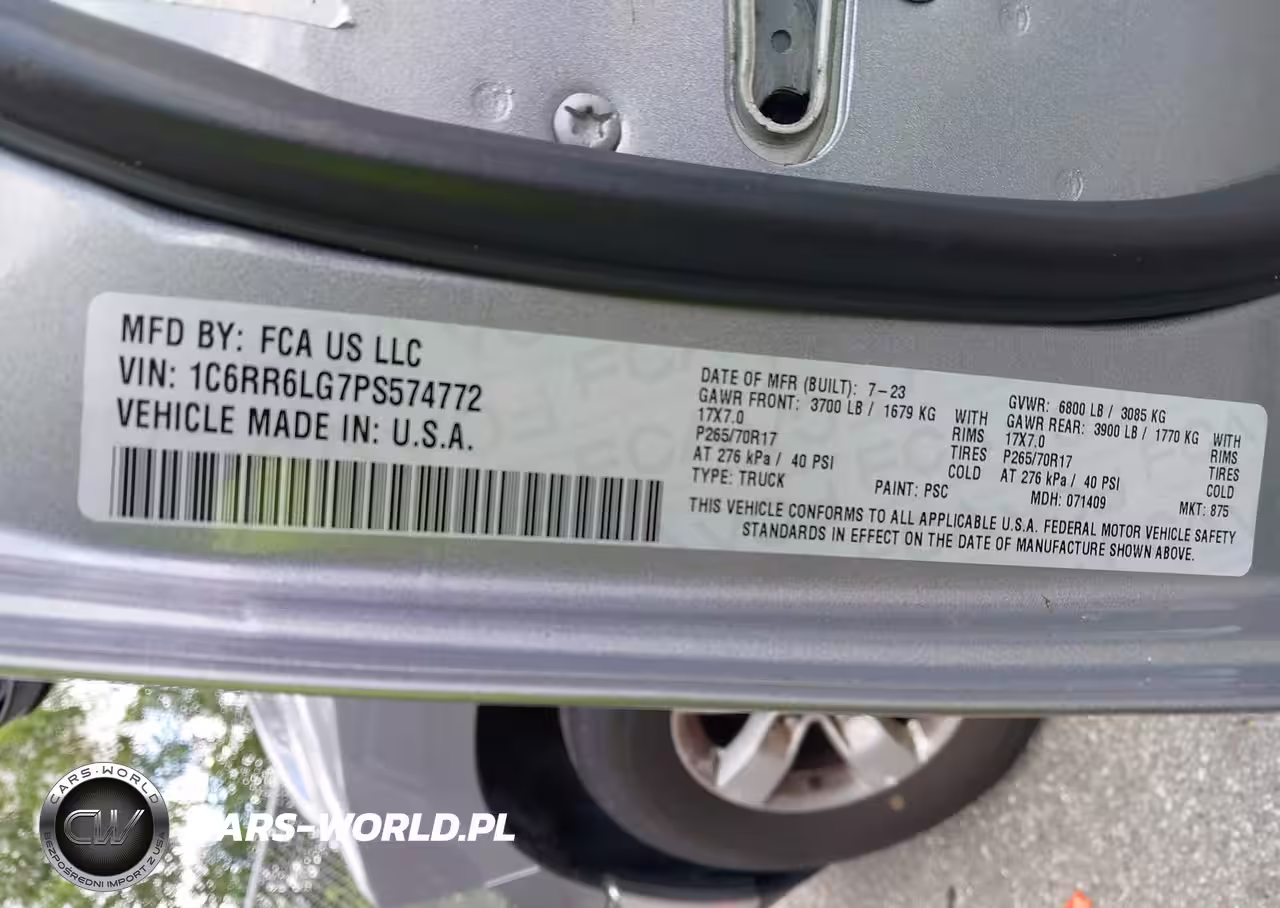 MFD BY: FCA US LLC
VIN: 1C6RR6LG7PS574772
VEHICLE MADE IN: U.S.A.
DATE OF MFR (BUILT): 7-23
GAWR FRONT: 3700 LB / 1679 KG WITH
17X7.0 RIMS
P265/70R17 TIRES
AT 276 kPa / 40 PSI COLD
TYPE: TRUCK
PAINT: PSC
GVWR: 6800 LB / 3085 KG
GAWR REAR: 3900 LB / 1770 KG WITH
17X7.0 RIMS
P265/70R17 TIRES
AT 276 kPa / 40 PSI COLD
MDH: 071409
MKT: 875
THIS VEHICLE CONFORMS TO ALL APPLICABLE U.S.A. FEDERAL MOTOR VEHICLE SAFETY
STANDARDS IN EFFECT ON THE DATE OF MANUFACTURE SHOWN ABOVE.
CARS-WORLD
CW
BEZPOŚREDNI IMPORT Z USA
CARS-WORLD.PL